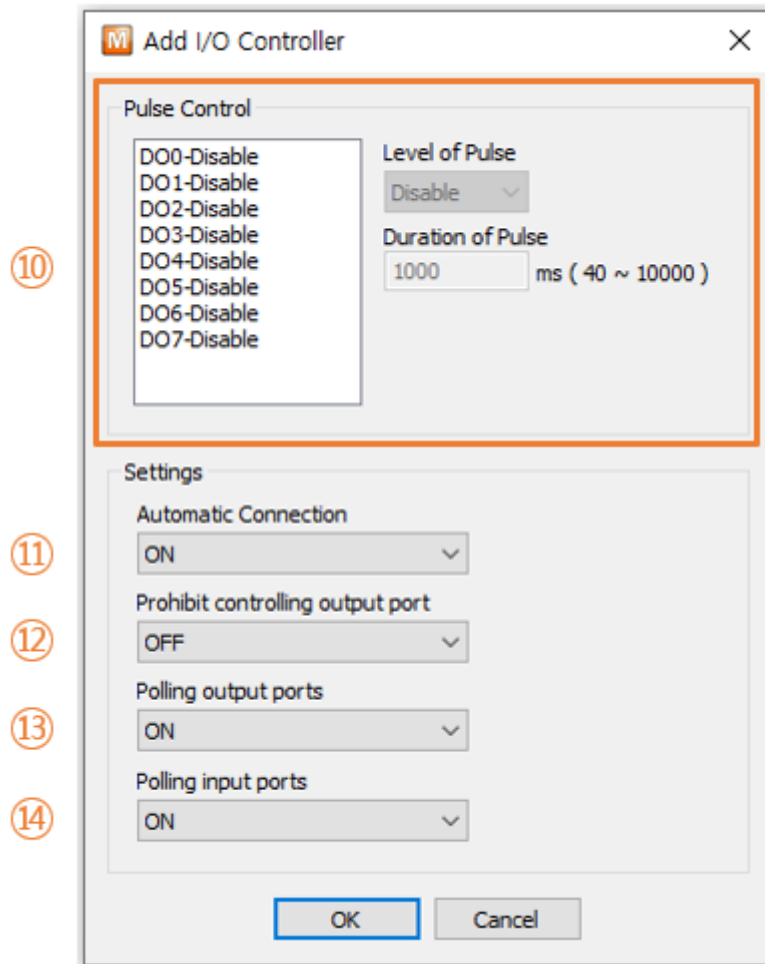 M Add I/O Controller
Pulse Control
DO0-Disable
DO1-Disable
DO2-Disable
DO3-Disable
DO4-Disable
DO5-Disable
DO6-Disable
DO7-Disable
Level of Pulse
Disable
Duration of Pulse
1000 ms ( 40 ~ 10000 )
⑩
Settings
Automatic Connection
⑪ ON
Prohibit controlling output port
⑫ OFF
Polling output ports
⑬ ON
Polling input ports
⑭ ON
OK Cancel